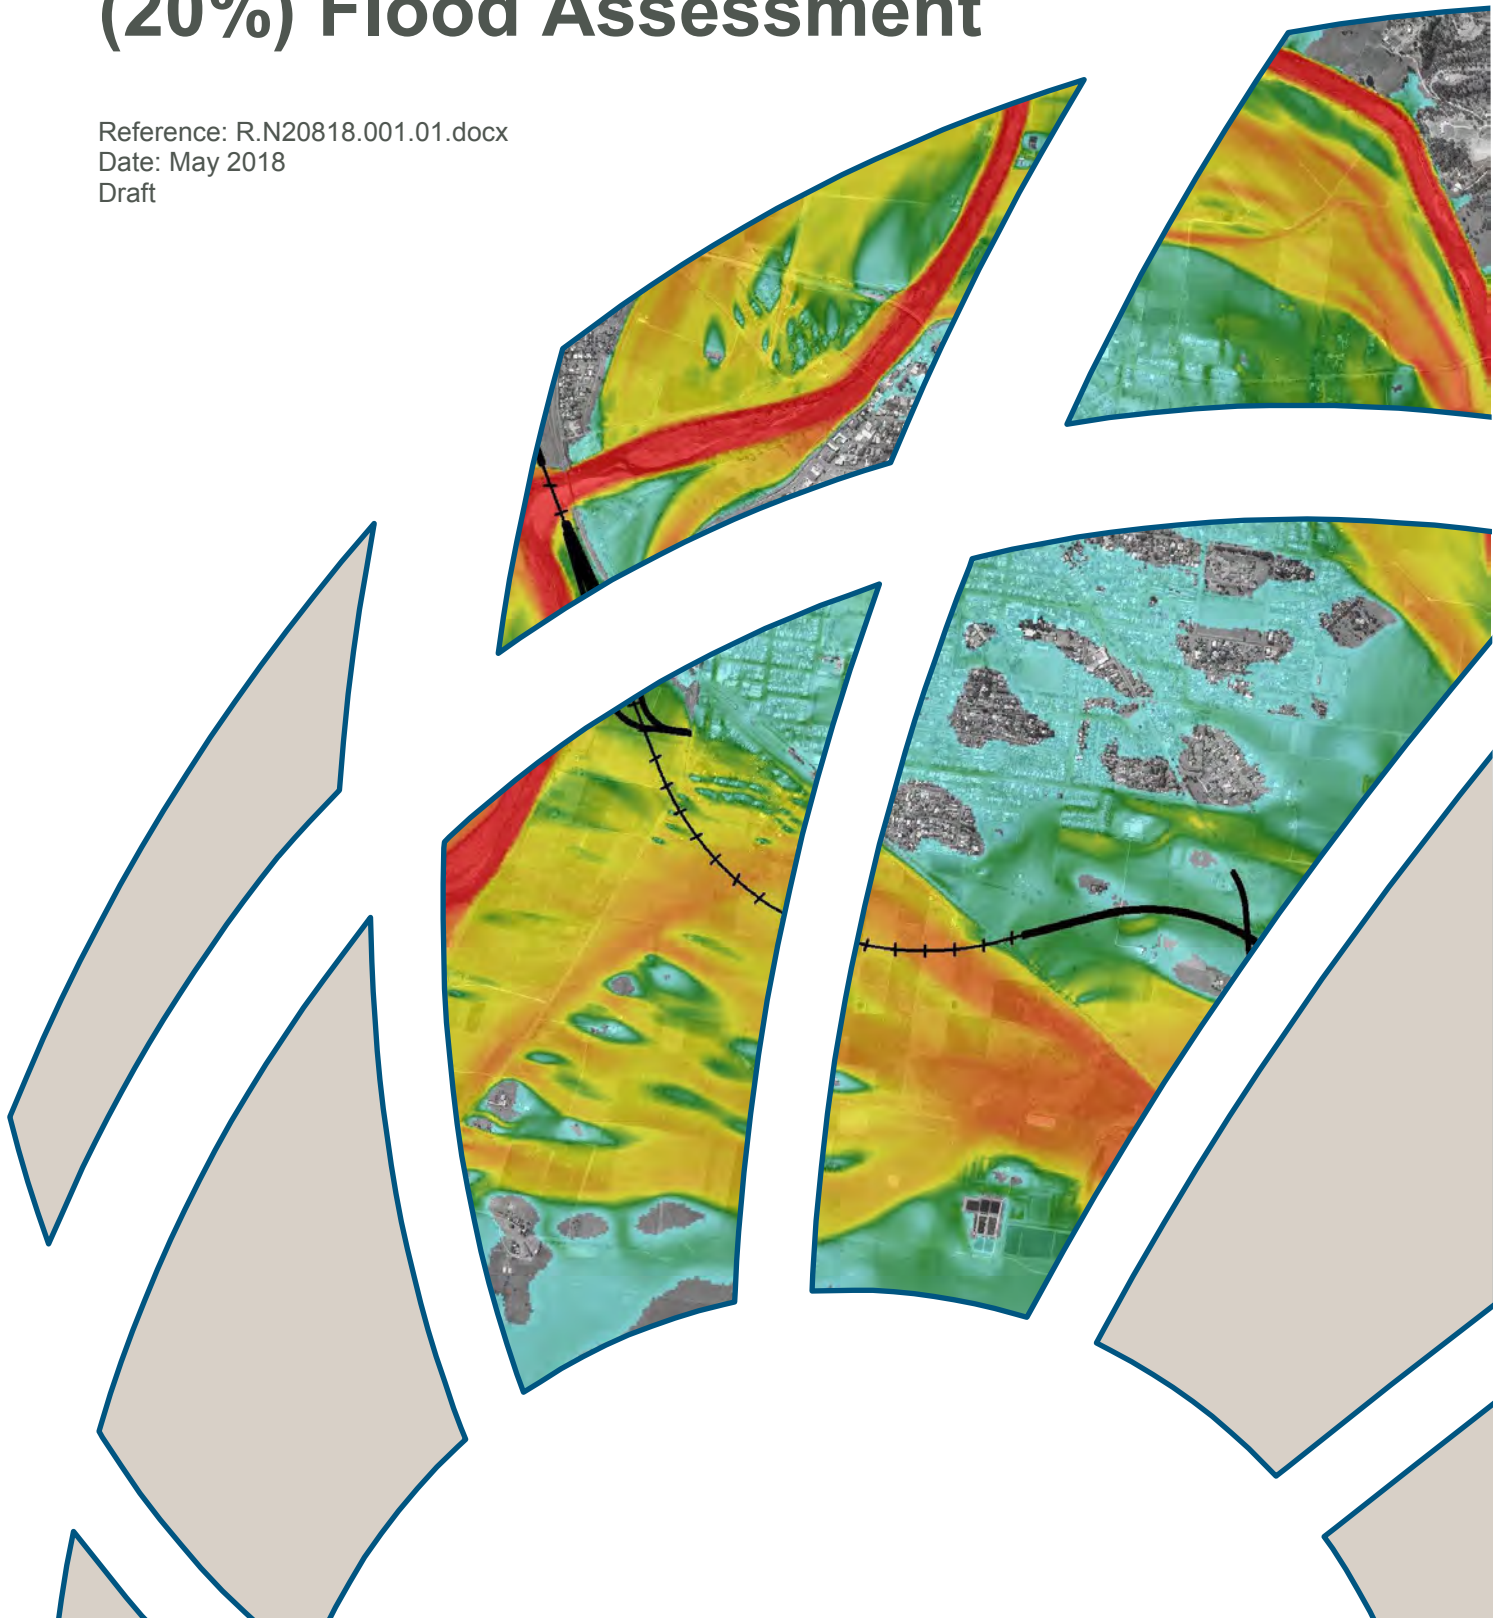 (20%) Flood Assessment
Reference: R.N20818.001.01.docx
Date: May 2018
Draft